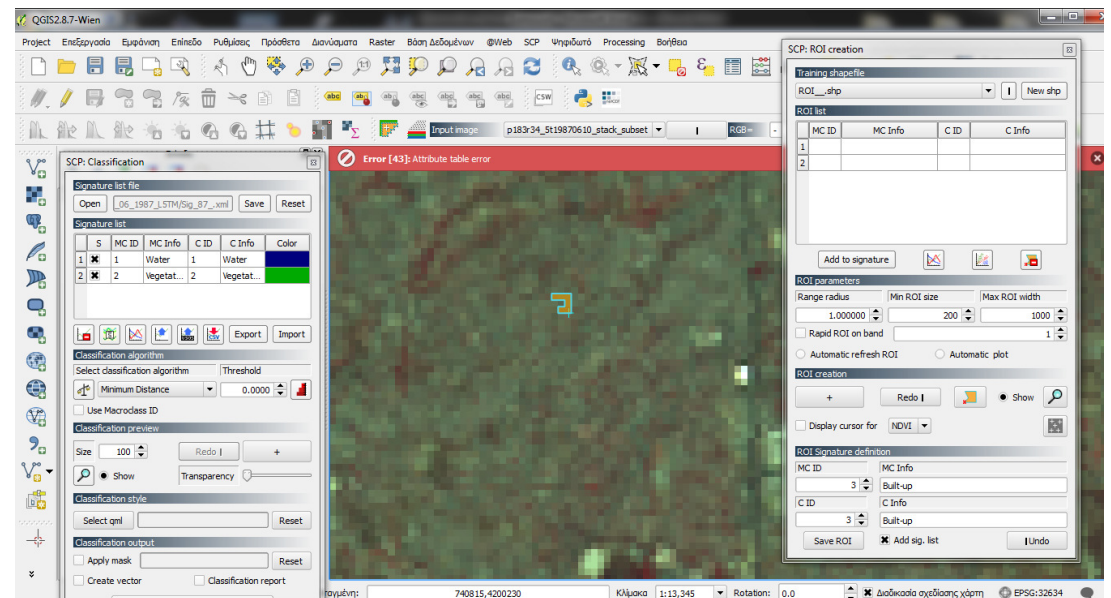 QGIS2.8.7-Wien
Project Επεξεργασία Εμφάνιση Επίπεδο Ρυθμίσεις Πρόσθετα Διανύσματα Raster Βάση Δεδομένων @Web SCP Ψηφιδωτό Processing Βοήθεια
abc abc abc abc abc abc CSW
Input image p183r34_5t19870610_stack_subset RGB= -
Error [43]: Attribute table error
SCP: Classification
Signature list file
Open _06_1987_L5TM/Sig_87_.xml Save Reset
Signature list
S MC ID MC Info C ID C Info Color
1 1 Water 1 Water
2 2 Vegetat... 2 Vegetat...
Export Import
Classification algorithm
Select classification algorithm Threshold
Minimum Distance 0.0000
Use Macroclass ID
Classification preview
Size 100 Redo +
Show Transparency
Classification style
Select qml Reset
Classification output
Apply mask Reset
Create vector Classification report
SCP: ROI creation
Training shapefile
ROI__.shp New shp
ROI list
MC ID MC Info C ID C Info
1
2
Add to signature
ROI parameters
Range radius Min ROI size Max ROI width
1.000000 200 1000
Rapid ROI on band 1
Automatic refresh ROI Automatic plot
ROI creation
+ Redo Show
Display cursor for NDVI
ROI Signature definition
MC ID MC Info
3 Built-up
C ID C Info
3 Built-up
Save ROI Add sig. list Undo
ταγμένη: 740815,4200230 Κλίμακα 1:13,345 Rotation: 0.0 Διαδικασία σχεδίασης χάρτη EPSG:32634